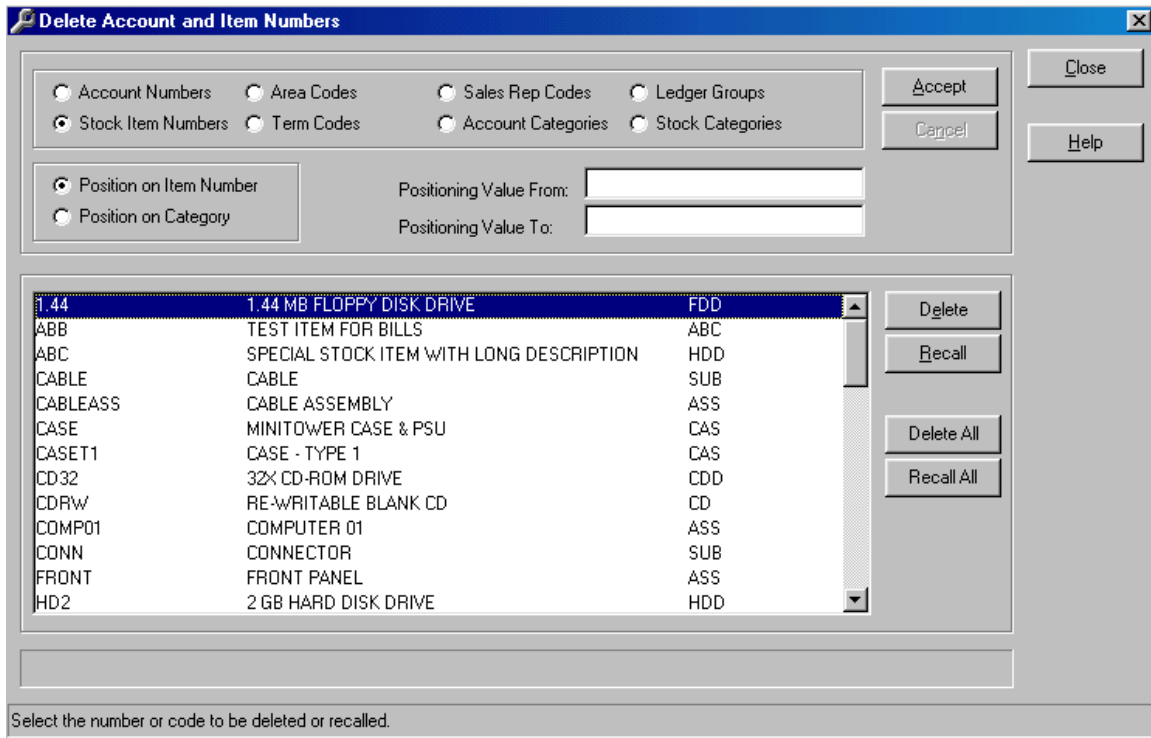 Delete Account and Item Numbers
Close
Help
Account Numbers Area Codes Sales Rep Codes Ledger Groups
Stock Item Numbers Term Codes Account Categories Stock Categories
Accept
Cancel
Position on Item Number
Position on Category
Positioning Value From:
Positioning Value To:
1.44 1.44 MB FLOPPY DISK DRIVE FDD
ABB TEST ITEM FOR BILLS ABC
ABC SPECIAL STOCK ITEM WITH LONG DESCRIPTION HDD
CABLE CABLE SUB
CABLEASS CABLE ASSEMBLY ASS
CASE MINITOWER CASE & PSU CAS
CASET1 CASE - TYPE 1 CAS
CD32 32X CD-ROM DRIVE CDD
CDRW RE-WRITABLE BLANK CD CD
COMP01 COMPUTER 01 ASS
CONN CONNECTOR SUB
FRONT FRONT PANEL ASS
HD2 2 GB HARD DISK DRIVE HDD
Delete
Recall
Delete All
Recall All
Select the number or code to be deleted or recalled.